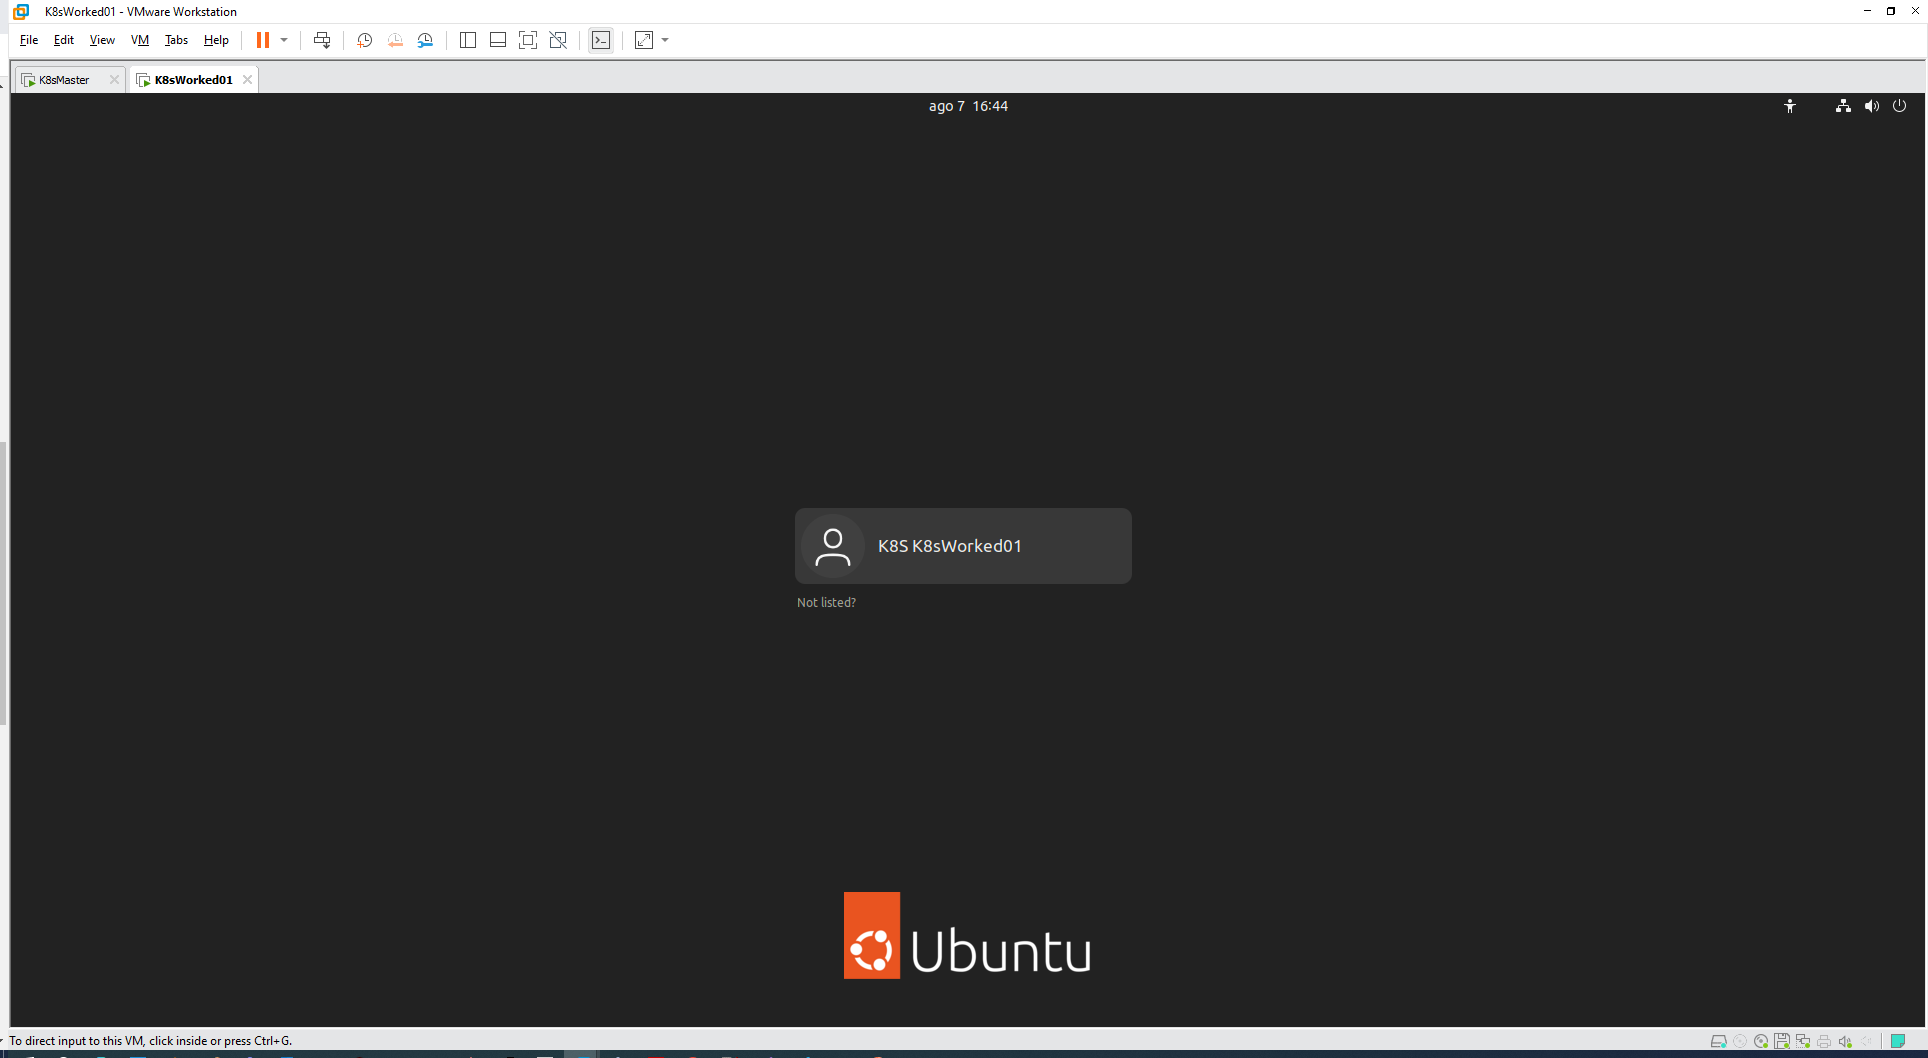 K8sWorked01 - VMware Workstation
File Edit View VM Tabs Help
K8sMaster K8sWorked01
ago 7 16:44
K8S K8sWorked01
Not listed?
Ubuntu
To direct input to this VM, click inside or press Ctrl+G.